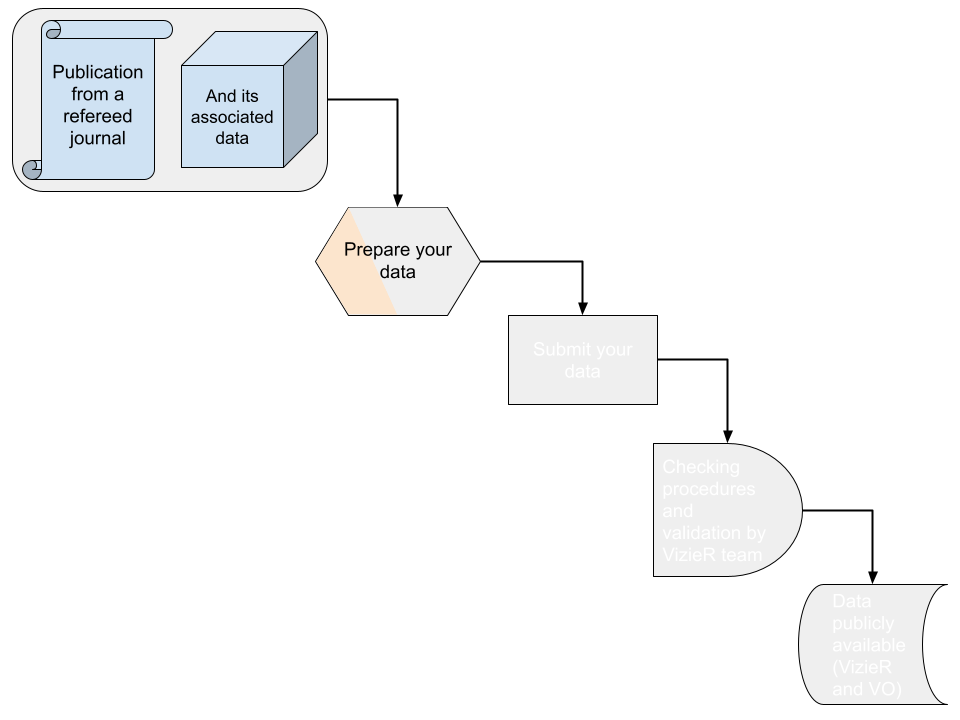 Publication
from a
refereed
journal
And its
associated
data
Prepare your
data
Submit your
data
Checking
procedures
and
validation by
VizieR team
Data
publicly
available
(VizieR
and VO)